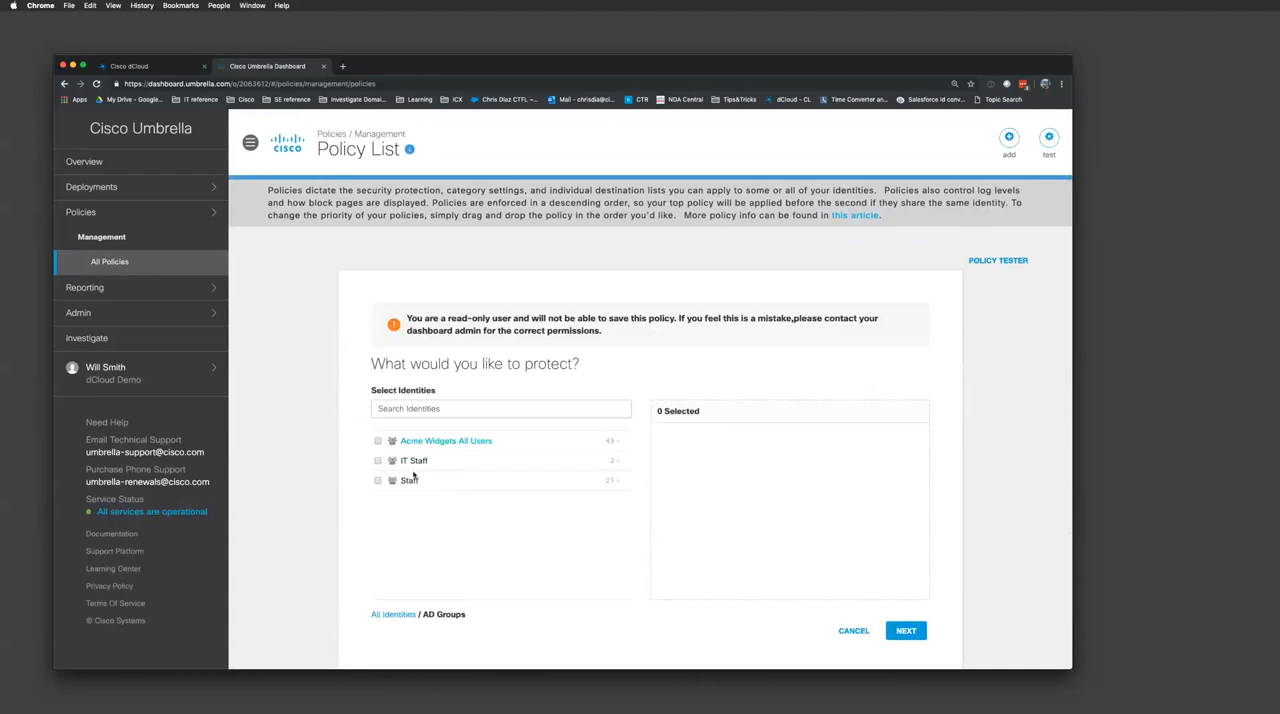 Chrome File Edit View History Bookmarks People Window Help
Cisco dCloud
Cisco Umbrella Dashboard
https://dashboard.umbrella.com/o/2063612/#/policies/management/policies
Apps My Drive - Google... IT reference Cisco SE reference Investigate Domai... Learning ICX Chris Diaz CTFL –... Mail - chrisdia@ci... CTR NDA Central Tips&Tricks dCloud - CL Time Converter an... Salesforce Id conv... Topic Search
Cisco Umbrella
Overview
Deployments
Policies
Management
All Policies
Reporting
Admin
Investigate
Will Smith
dCloud Demo
Need Help
Email Technical Support
umbrella-support@cisco.com
Purchase Phone Support
umbrella-renewals@cisco.com
Service Status
All services are operational
Documentation
Support Platform
Learning Center
Privacy Policy
Terms Of Service
© Cisco Systems
CISCO
Policies / Management
Policy List
add
test
Policies dictate the security protection, category settings, and individual destination lists you can apply to some or all of your identities. Policies also control log levels
and how block pages are displayed. Policies are enforced in a descending order, so your top policy will be applied before the second if they share the same identity. To
change the priority of your policies, simply drag and drop the policy in the order you'd like. More policy info can be found in this article.
POLICY TESTER
You are a read-only user and will not be able to save this policy. If you feel this is a mistake,please contact your
dashboard admin for the correct permissions.
What would you like to protect?
Select Identities
Search Identities
Acme Widgets All Users 43
IT Staff 2
Staff 21
0 Selected
All Identities / AD Groups
CANCEL
NEXT